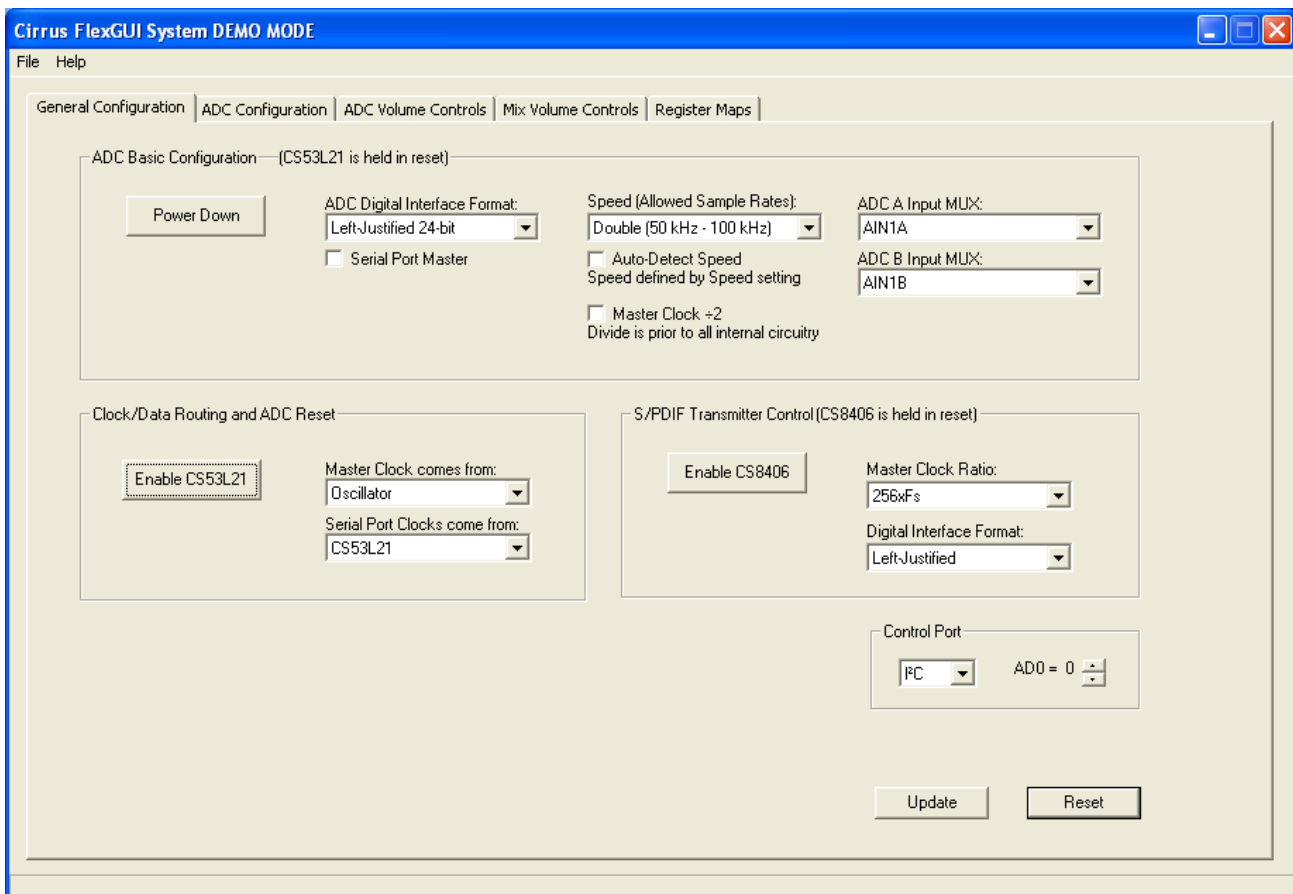 Cirrus FlexGUI System DEMO MODE
File Help
General Configuration ADC Configuration ADC Volume Controls Mix Volume Controls Register Maps
ADC Basic Configuration (CS53L21 is held in reset)
Power Down
ADC Digital Interface Format:
Left-Justified 24-bit
Serial Port Master
Speed (Allowed Sample Rates):
Double (50 kHz - 100 kHz)
Auto-Detect Speed
Speed defined by Speed setting
Master Clock ÷2
Divide is prior to all internal circuitry
ADC A Input MUX:
AIN1A
ADC B Input MUX:
AIN1B
Clock/Data Routing and ADC Reset
Enable CS53L21
Master Clock comes from:
Oscillator
Serial Port Clocks come from:
CS53L21
S/PDIF Transmitter Control (CS8406 is held in reset)
Enable CS8406
Master Clock Ratio:
256xFs
Digital Interface Format:
Left-Justified
Control Port
I²C
AD0 = 0
Update
Reset